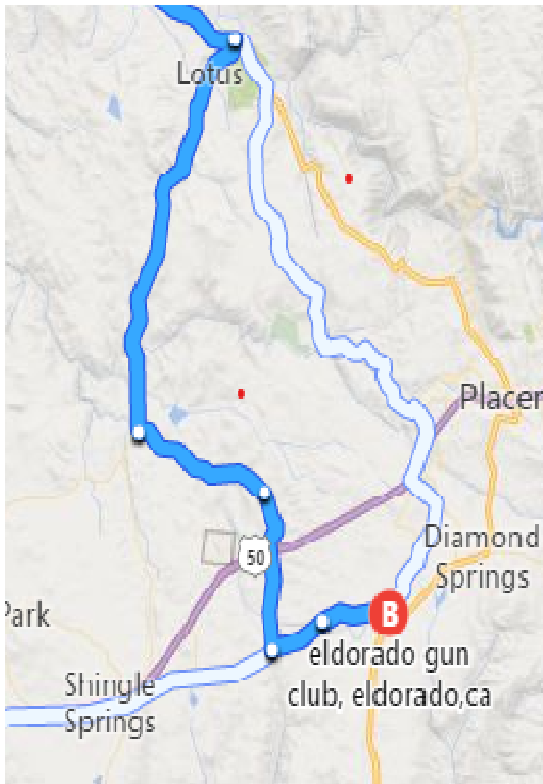 Lotus
Placer
50
Diamond
Springs
B
Park
eldorado gun
club, eldorado,ca
Shingle
Springs